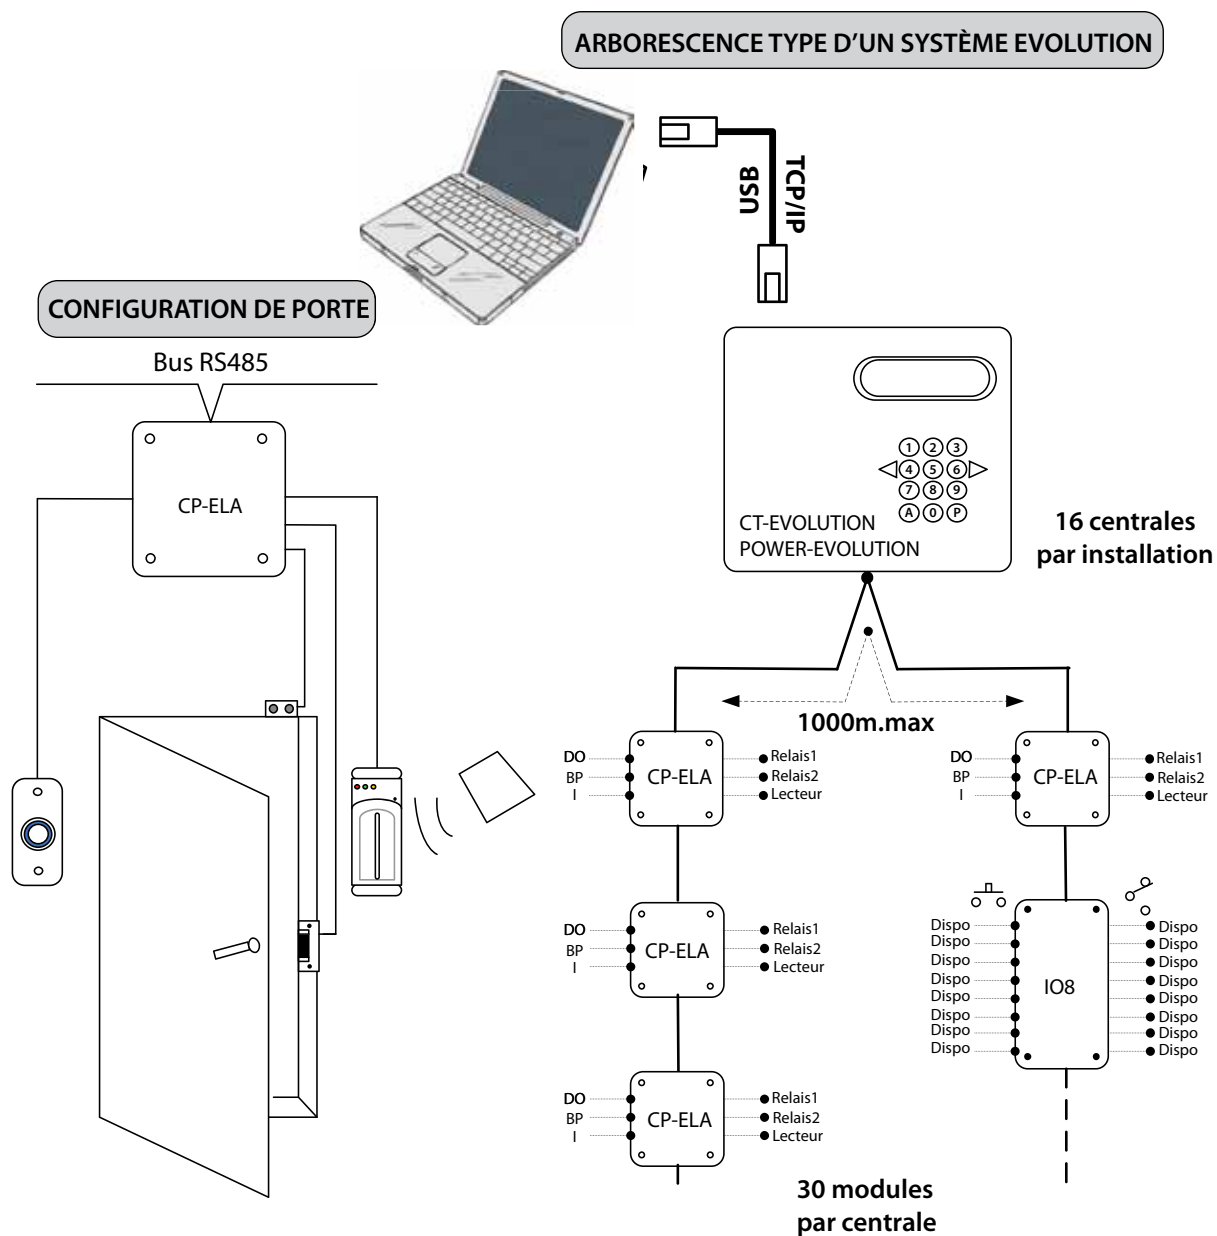 ARBORESCENCE TYPE D'UN SYSTÈME EVOLUTION
TCP/IP
USB
CONFIGURATION DE PORTE
Bus RS485
CP-ELA
1 2 3
4 5 6
7 8 9
A 0 P
CT-EVOLUTION
POWER-EVOLUTION
16 centrales
par installation
1000m.max
DO
BP
I
CP-ELA
Relais1
Relais2
Lecteur
DO
BP
I
CP-ELA
Relais1
Relais2
Lecteur
DO
BP
I
CP-ELA
Relais1
Relais2
Lecteur
Dispo
Dispo
Dispo
Dispo
Dispo
Dispo
Dispo
Dispo
IO8
Dispo
Dispo
Dispo
Dispo
Dispo
Dispo
Dispo
Dispo
DO
BP
I
CP-ELA
Relais1
Relais2
Lecteur
30 modules
par centrale